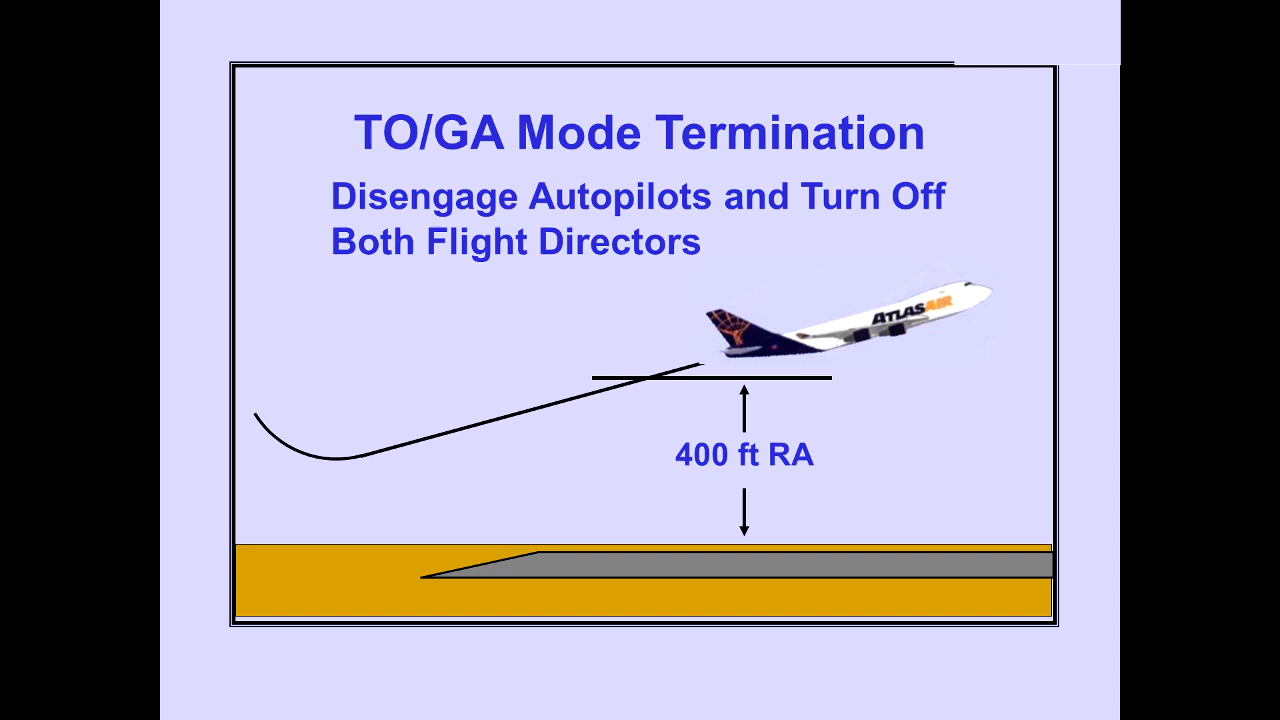 TO/GA Mode Termination
Disengage Autopilots and Turn Off
Both Flight Directors
ATLASAIR
400 ft RA